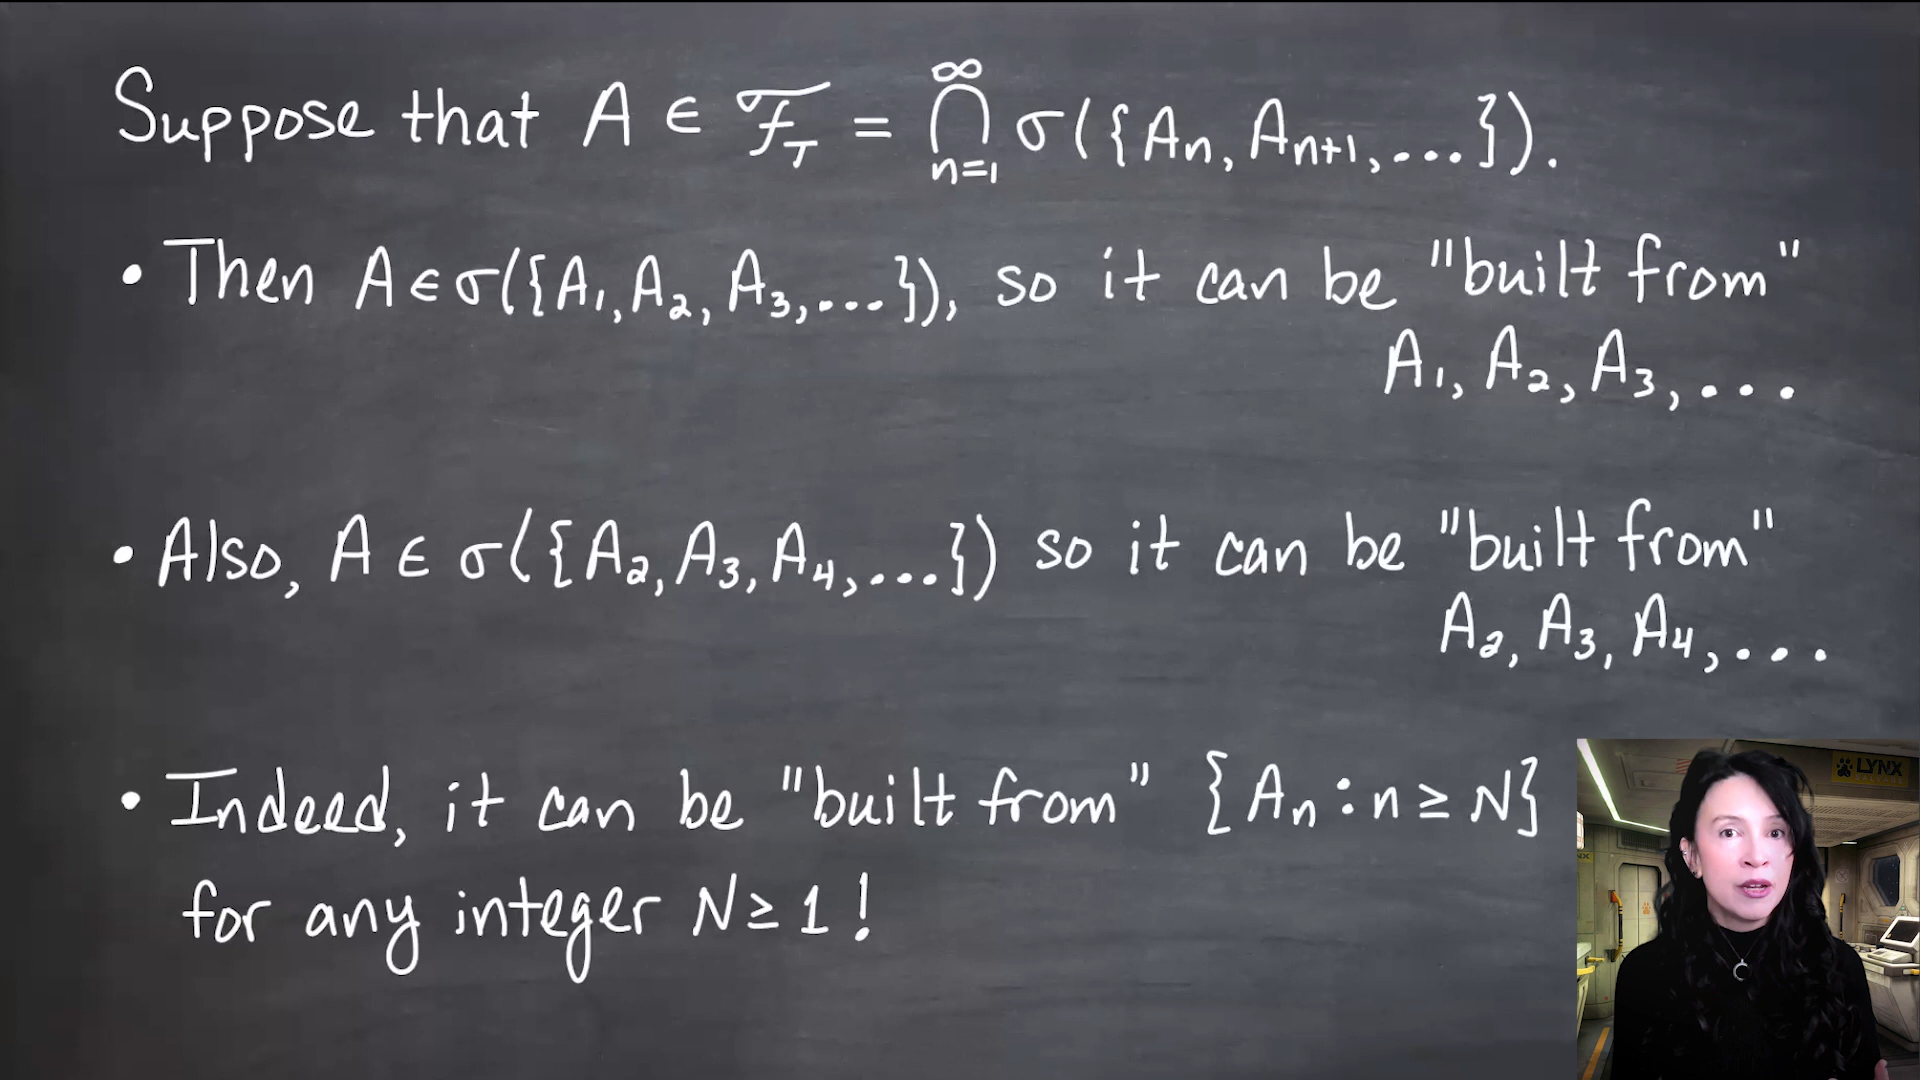 Suppose that A ∈ ℱ_T = ⋂_{n=1}^{∞} σ({A_n, A_{n+1}, ...}).
• Then A ∈ σ({A_1, A_2, A_3, ...}), so it can be "built from"
A_1, A_2, A_3, ...
• Also, A ∈ σ({A_2, A_3, A_4, ...}) so it can be "built from"
A_2, A_3, A_4, ...
• Indeed, it can be "built from" {A_n : n ≥ N}
for any integer N ≥ 1!
LYNX